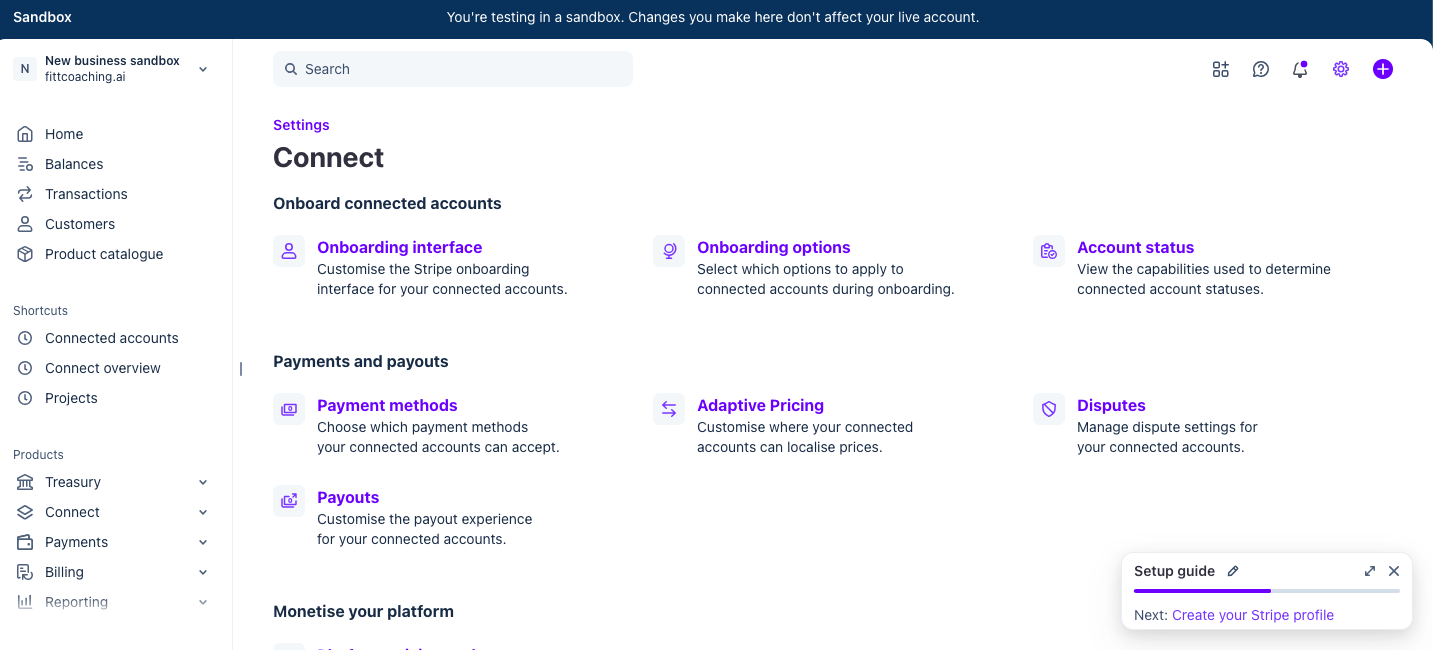 Sandbox
You're testing in a sandbox. Changes you make here don't affect your live account.
N
New business sandbox
fittcoaching.ai
Search
Home
Balances
Transactions
Customers
Product catalogue
Shortcuts
Connected accounts
Connect overview
Projects
Products
Treasury
Connect
Payments
Billing
Reporting
Settings
Connect
Onboard connected accounts
Onboarding interface
Customise the Stripe onboarding
interface for your connected accounts.
Onboarding options
Select which options to apply to
connected accounts during onboarding.
Account status
View the capabilities used to determine
connected account statuses.
Payments and payouts
Payment methods
Choose which payment methods
your connected accounts can accept.
Adaptive Pricing
Customise where your connected
accounts can localise prices.
Disputes
Manage dispute settings for
your connected accounts.
Payouts
Customise the payout experience
for your connected accounts.
Monetise your platform
Setup guide
Next: Create your Stripe profile